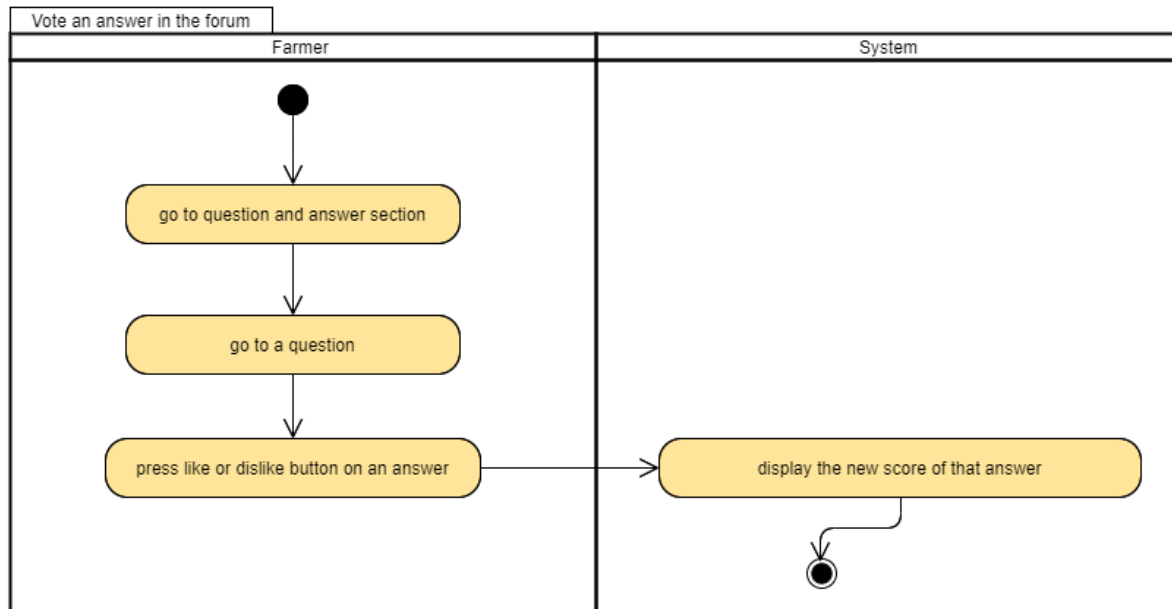 Vote an answer in the forum
Farmer
System
go to question and answer section
go to a question
press like or dislike button on an answer
display the new score of that answer